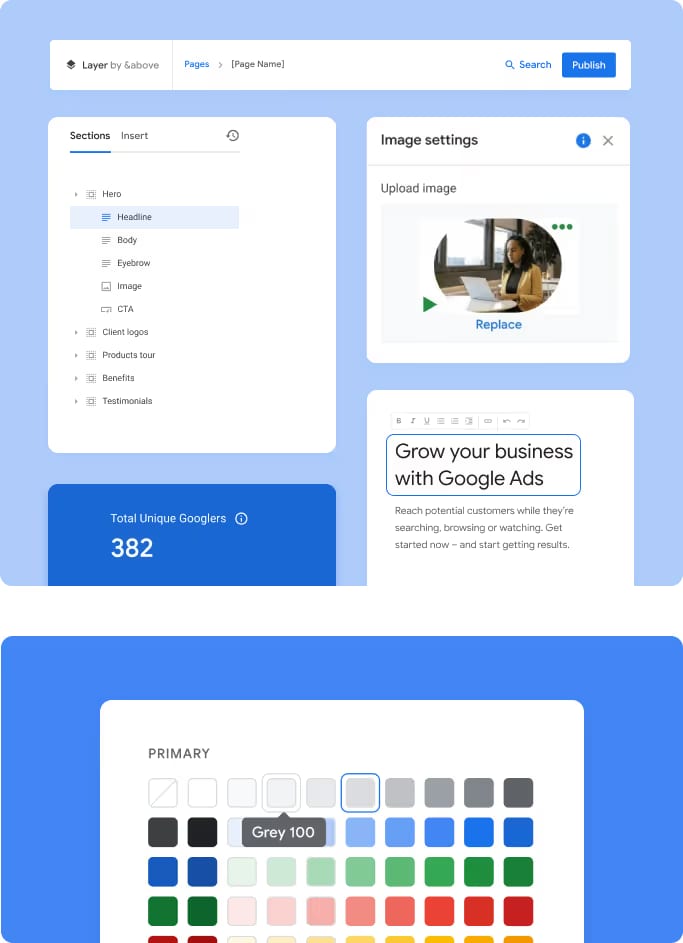 Layer by &above
Pages > [Page Name]
Search
Publish
Sections Insert
Hero
Headline
Body
Eyebrow
Image
CTA
Client logos
Products tour
Benefits
Testimonials
Image settings
Upload image
Replace
B I U
Grow your business
with Google Ads
Reach potential customers while they're
searching, browsing or watching. Get
started now – and start getting results.
Total Unique Googlers
382
PRIMARY
Grey 100